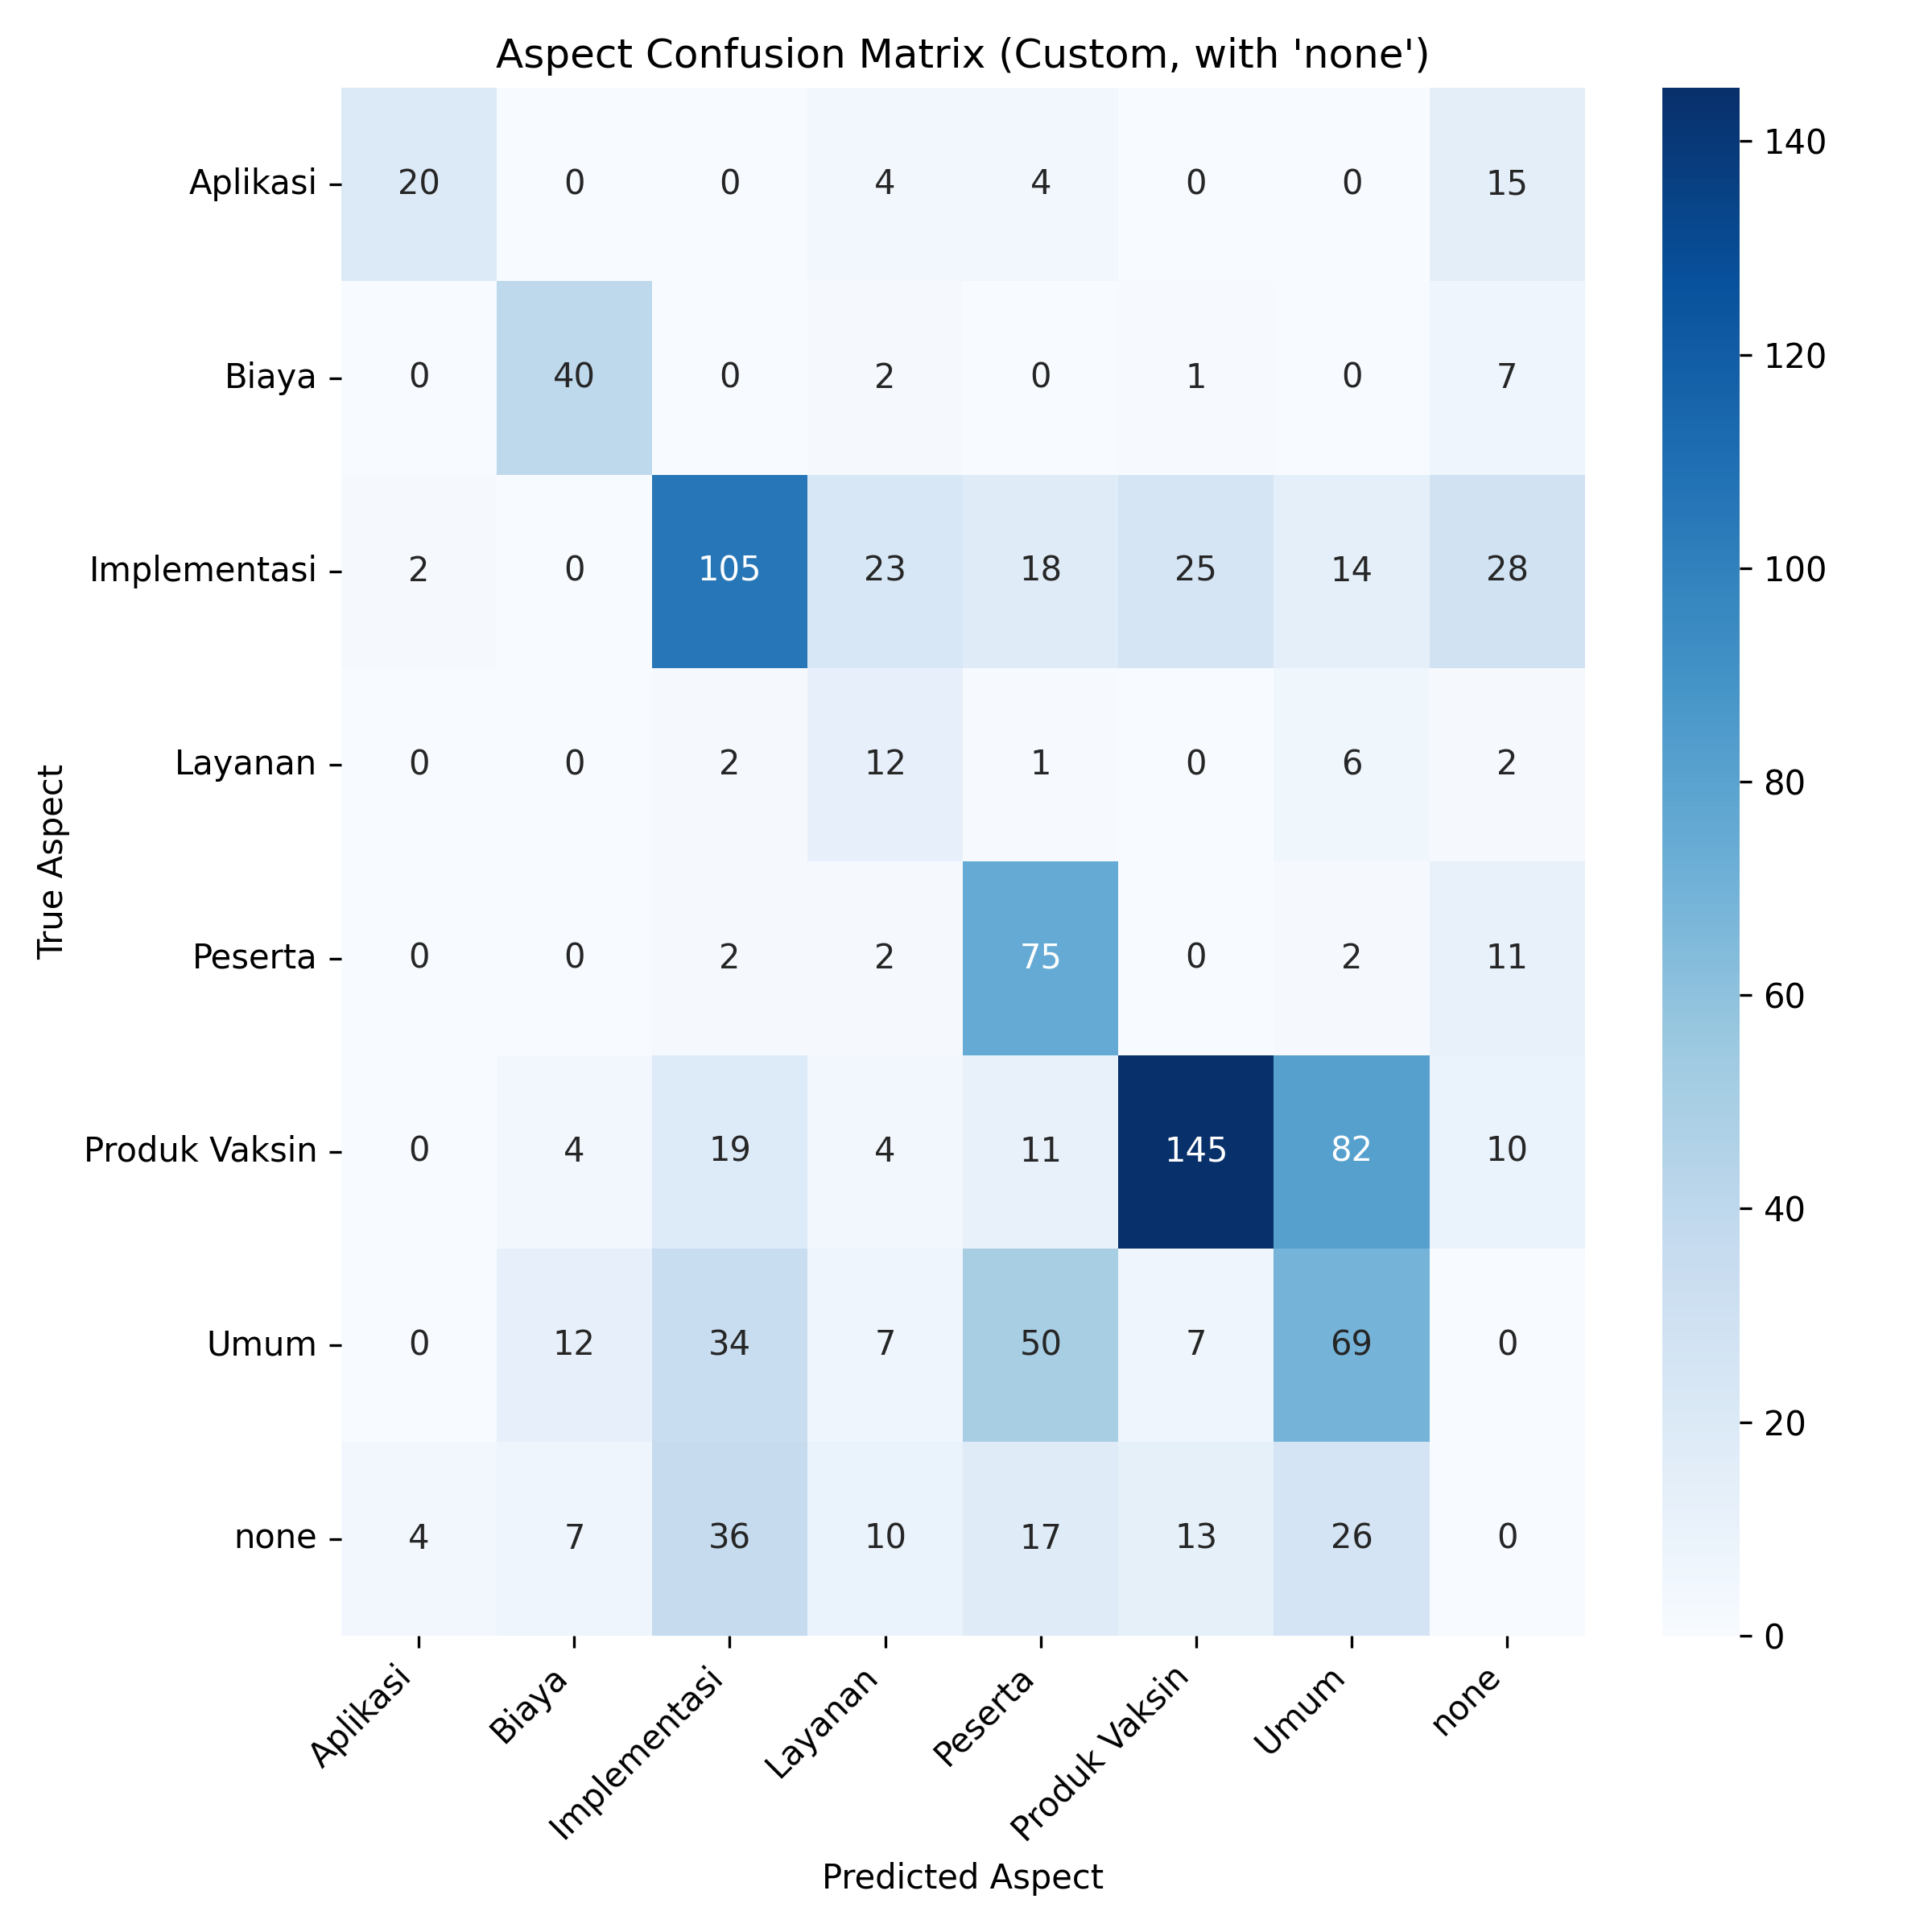 Aspect Confusion Matrix (Custom, with 'none')
True Aspect
Aplikasi 20 0 0 4 4 0 0 15
Biaya 0 40 0 2 0 1 0 7
Implementasi 2 0 105 23 18 25 14 28
Layanan 0 0 2 12 1 0 6 2
Peserta 0 0 2 2 75 0 2 11
Produk Vaksin 0 4 19 4 11 145 82 10
Umum 0 12 34 7 50 7 69 0
none 4 7 36 10 17 13 26 0
Aplikasi Biaya Implementasi Layanan Peserta Produk Vaksin Umum none
Predicted Aspect
140
120
100
80
60
40
20
0